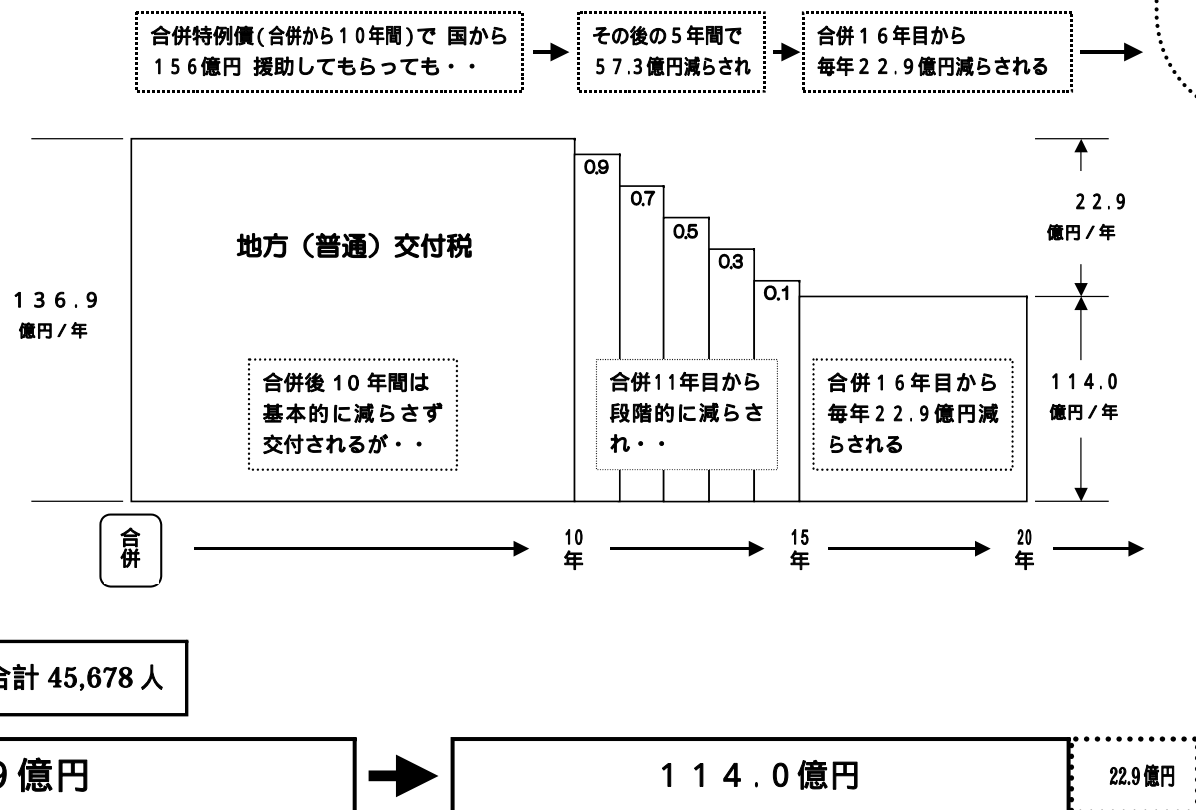 合併特例債(合併から10年間)で 国から
156億円 援助してもらっても・・
その後の5年間で
57.3億円減らされ
合併16年目から
毎年22.9億円減らされる
0.9
0.7
0.5
0.3
0.1
地方（普通）交付税
136.9
億円/年
22.9
億円/年
114.0
億円/年
合併後 10 年間は
基本的に減らさず
交付されるが・・
合併11年目から
段階的に減らさ
れ・・
合併16年目から
毎年22.9億円減
らされる
合
併
10
年
15
年
20
年
合計 45,678 人
9 億円
114.0億円
22.9億円